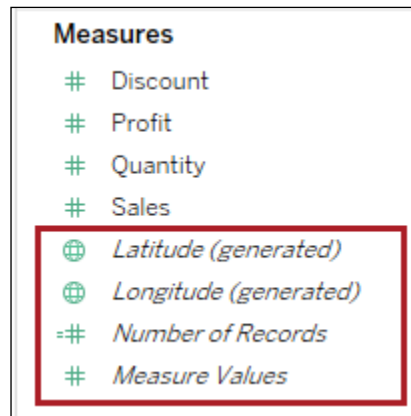 Measures
# Discount
# Profit
# Quantity
# Sales
Latitude (generated)
Longitude (generated)
=# Number of Records
# Measure Values